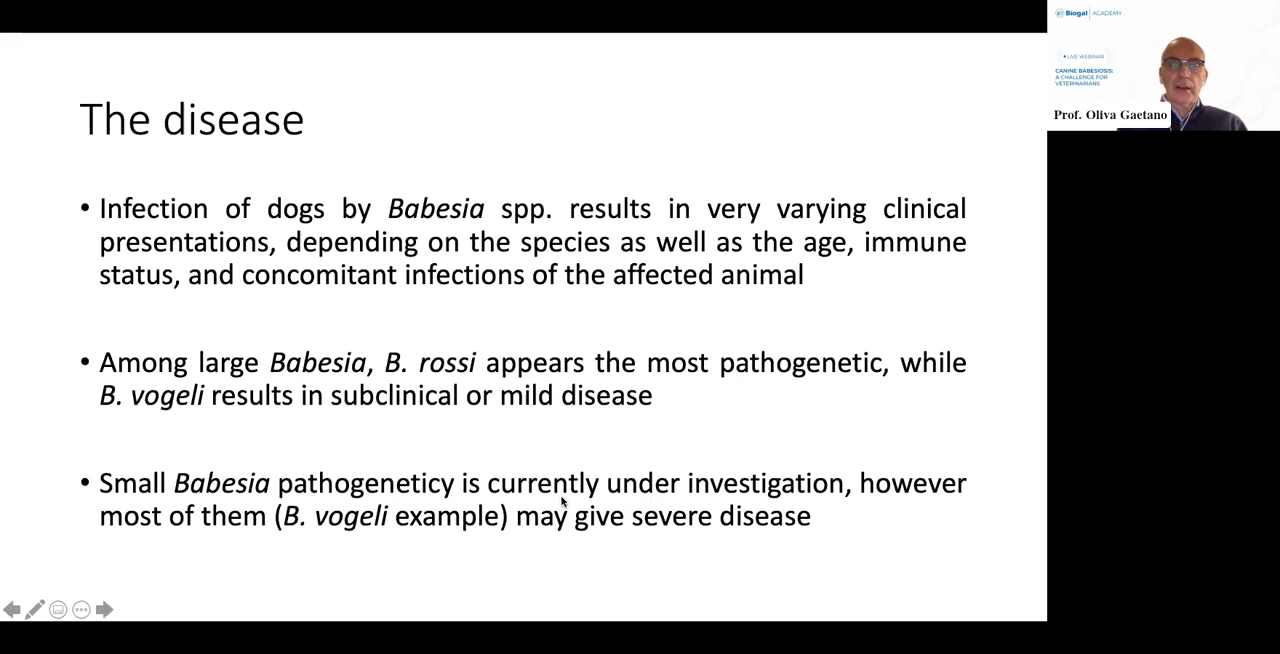 The disease
• Infection of dogs by Babesia spp. results in very varying clinical
presentations, depending on the species as well as the age, immune
status, and concomitant infections of the affected animal
• Among large Babesia, B. rossi appears the most pathogenetic, while
B. vogeli results in subclinical or mild disease
• Small Babesia pathogeneticy is currently under investigation, however
most of them (B. vogeli example) may give severe disease
Biogal | ACADEMY
• LIVE WEBINAR
CANINE BABESIOSIS:
A CHALLENGE FOR
VETERINARIANS
Prof. Oliva Gaetano